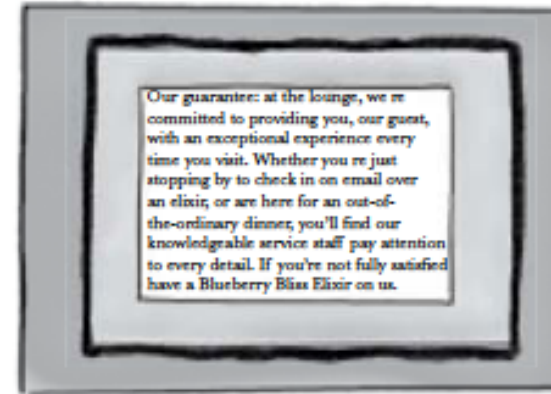 Our guarantee: at the lounge, we re
committed to providing you, our guest,
with an exceptional experience every
time you visit. Whether you re just
stopping by to check in on email over
an elixir, or are here for an out-of-
the-ordinary dinner, you'll find our
knowledgeable service staff pay attention
to every detail. If you're not fully satisfied
have a Blueberry Bliss Elixir on us.